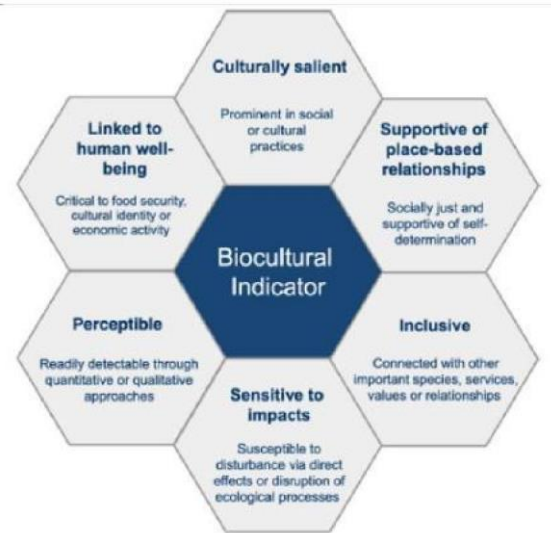 Culturally salient
Prominent in social
or cultural
practices
Linked to
human well-
being
Critical to food security,
cultural identity or
economic activity
Supportive of
place-based
relationships
Socially just and
supportive of self-
determination
Biocultural
Indicator
Perceptible
Readily detectable through
quantitative or qualitative
approaches
Inclusive
Connected with other
important species, services,
values or relationships
Sensitive to
impacts
Susceptible to
disturbance via direct
effects or disruption of
ecological processes